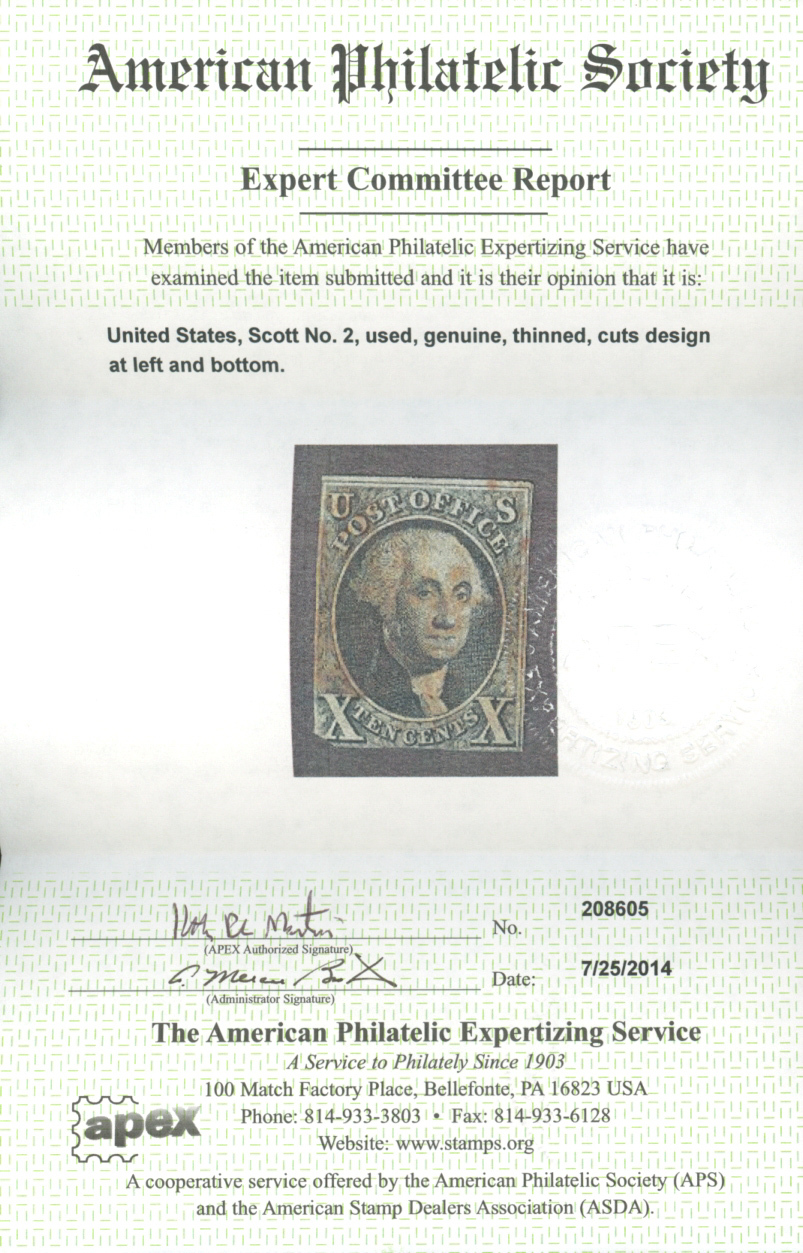 American Philatelic Society
Expert Committee Report
Members of the American Philatelic Expertizing Service have
examined the item submitted and it is their opinion that it is:
United States, Scott No. 2, used, genuine, thinned, cuts design
at left and bottom.
U S
POST OFFICE
X TEN CENTS X
No. 208605
(APEX Authorized Signature)
Date: 7/25/2014
(Administrator Signature)
The American Philatelic Expertizing Service
A Service to Philately Since 1903
100 Match Factory Place, Bellefonte, PA 16823 USA
apex
Phone: 814-933-3803 • Fax: 814-933-6128
Website: www.stamps.org
A cooperative service offered by the American Philatelic Society (APS)
and the American Stamp Dealers Association (ASDA).